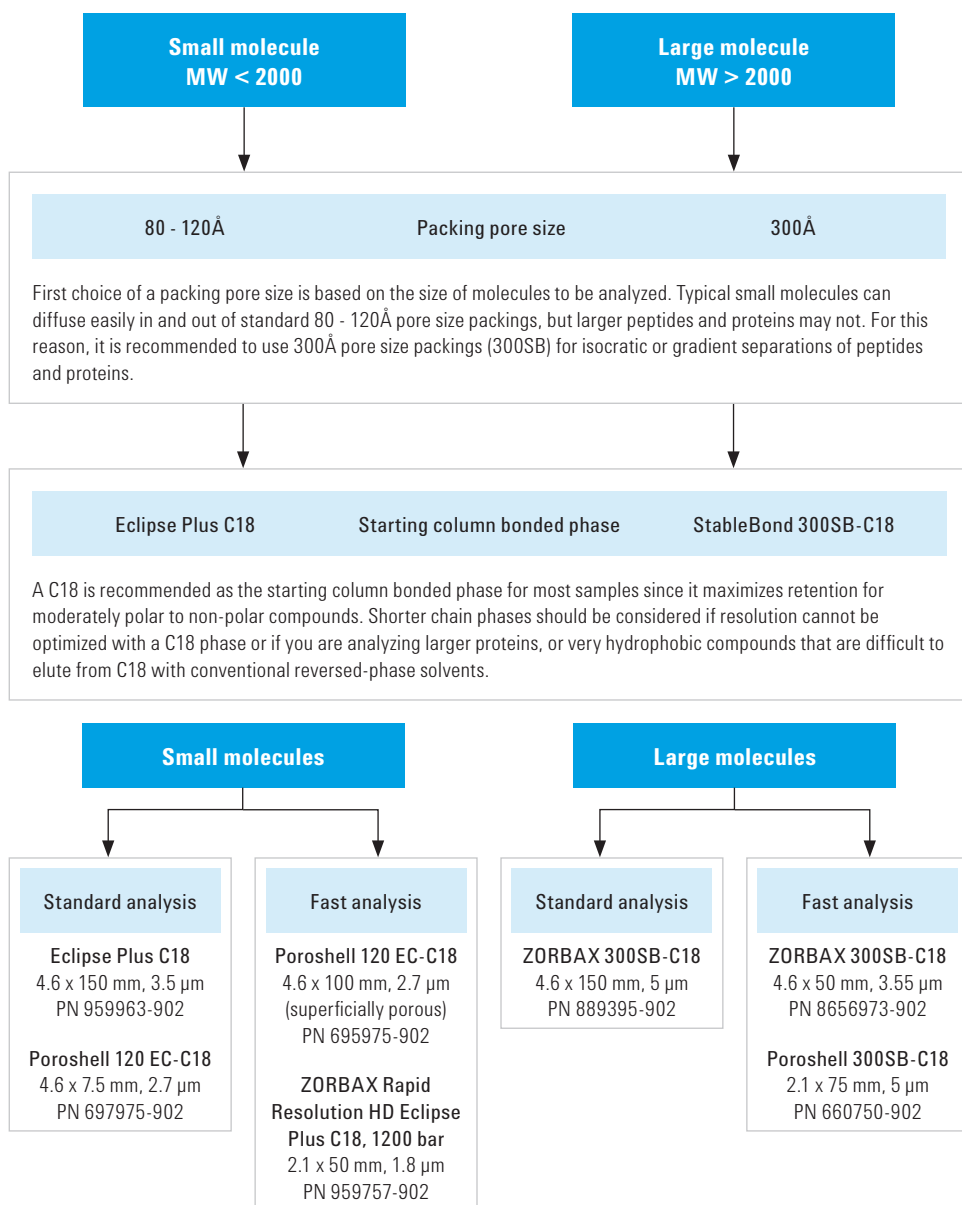 Small molecule
MW < 2000
Large molecule
MW > 2000
80 - 120Å
Packing pore size
300Å
First choice of a packing pore size is based on the size of molecules to be analyzed. Typical small molecules can
diffuse easily in and out of standard 80 - 120Å pore size packings, but larger peptides and proteins may not. For this
reason, it is recommended to use 300Å pore size packings (300SB) for isocratic or gradient separations of peptides
and proteins.
Eclipse Plus C18
Starting column bonded phase
StableBond 300SB-C18
A C18 is recommended as the starting column bonded phase for most samples since it maximizes retention for
moderately polar to non-polar compounds. Shorter chain phases should be considered if resolution cannot be
optimized with a C18 phase or if you are analyzing larger proteins, or very hydrophobic compounds that are difficult to
elute from C18 with conventional reversed-phase solvents.
Small molecules
Large molecules
Standard analysis
Eclipse Plus C18
4.6 x 150 mm, 3.5 µm
PN 959963-902
Poroshell 120 EC-C18
4.6 x 7.5 mm, 2.7 µm
PN 697975-902
Fast analysis
Poroshell 120 EC-C18
4.6 x 100 mm, 2.7 µm
(superficially porous)
PN 695975-902
ZORBAX Rapid
Resolution HD Eclipse
Plus C18, 1200 bar
2.1 x 50 mm, 1.8 µm
PN 959757-902
Standard analysis
ZORBAX 300SB-C18
4.6 x 150 mm, 5 µm
PN 889395-902
Fast analysis
ZORBAX 300SB-C18
4.6 x 50 mm, 3.55 µm
PN 8656973-902
Poroshell 300SB-C18
2.1 x 75 mm, 5 µm
PN 660750-902